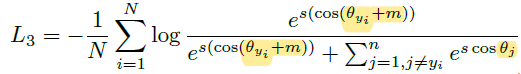 L_3 = -\frac{1}{N} \sum_{i=1}^{N} \log \frac{e^{s(\cos(\theta_{y_i}+m))}}{e^{s(\cos(\theta_{y_i}+m))} + \sum_{j=1, j \neq y_i}^{n} e^{s \cos \theta_j}}